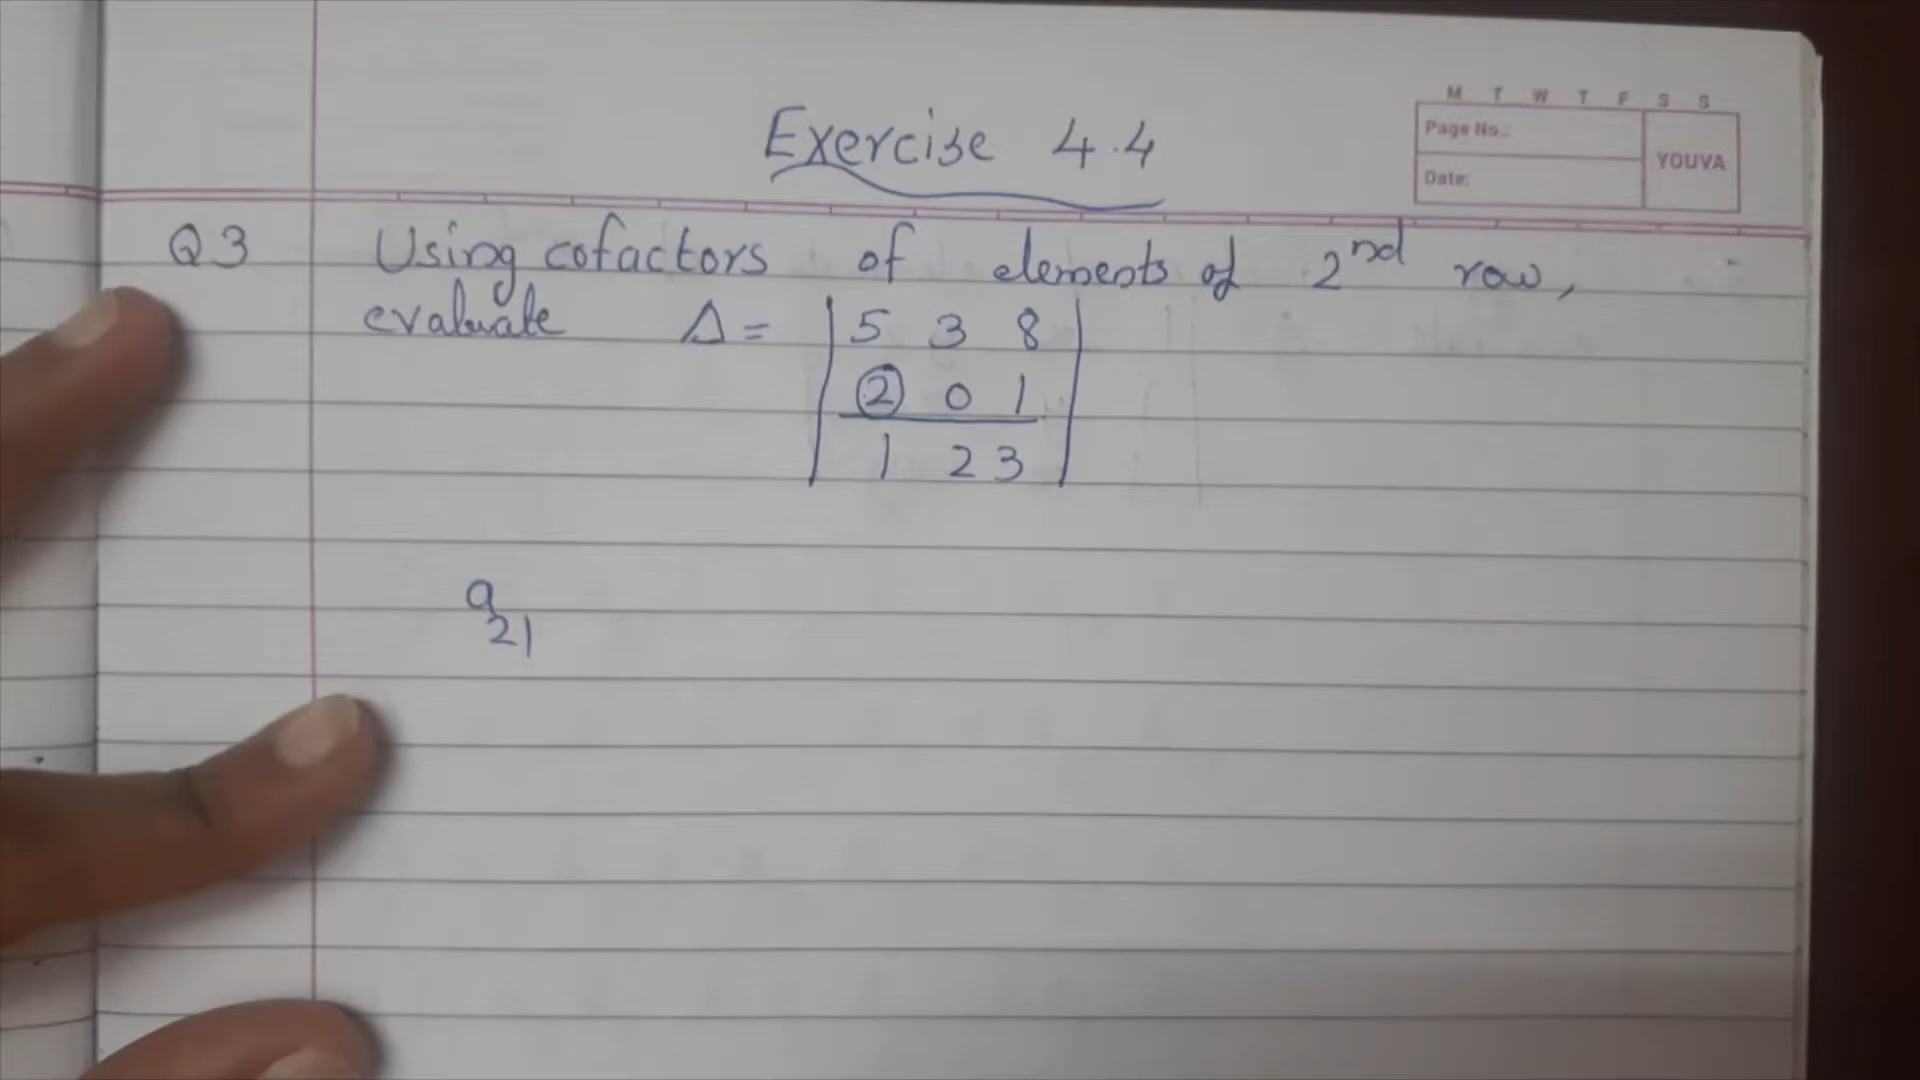 M T W T F S S
Exercise 4.4
Page No.:
YOUVA
Date:
Q3 Using cofactors of elements of 2nd row,
evaluate Δ = | 5 3 8 |
| 2 0 1 |
| 1 2 3 |
a21